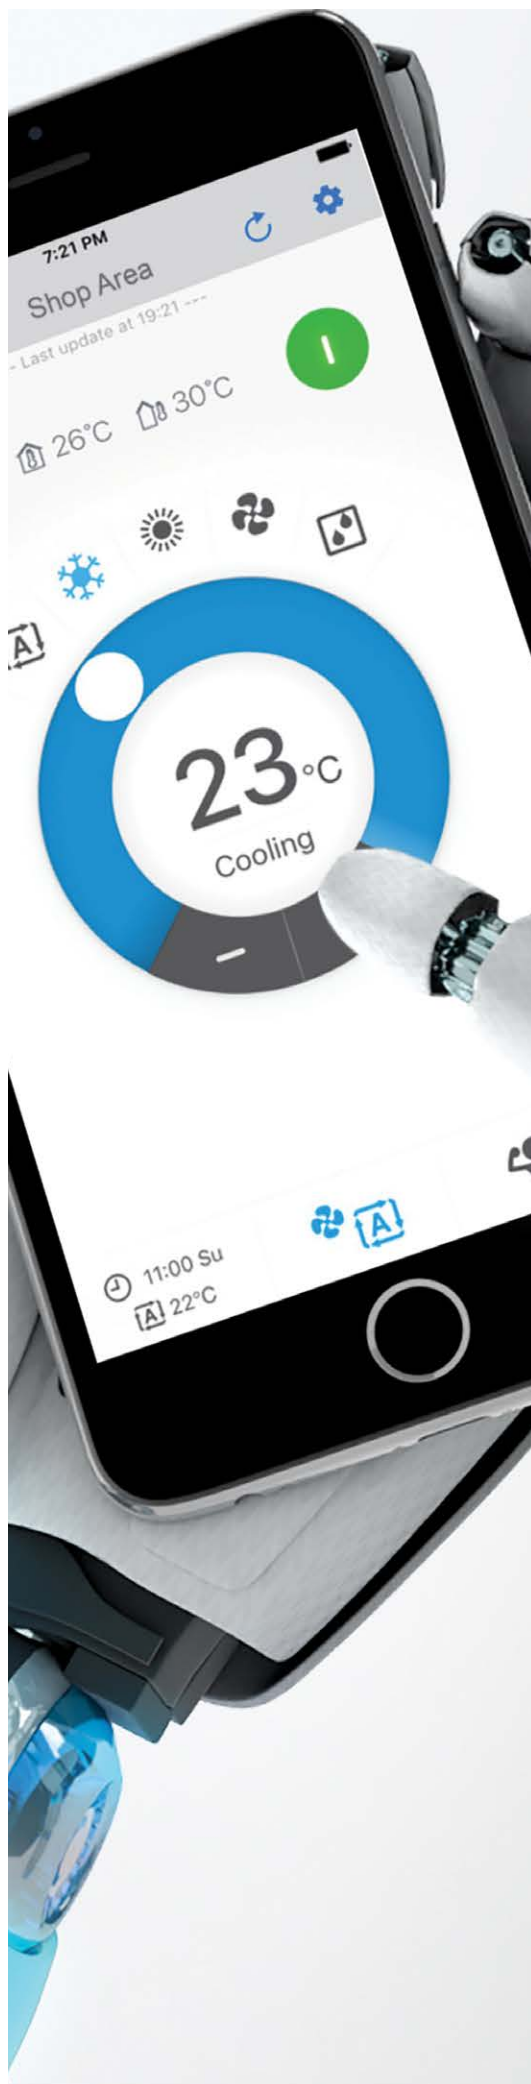 7:21 PM
Shop Area
- Last update at 19:21 ---
26°C 30°C
A
23°C
Cooling
11:00 Su
A
A 22°C